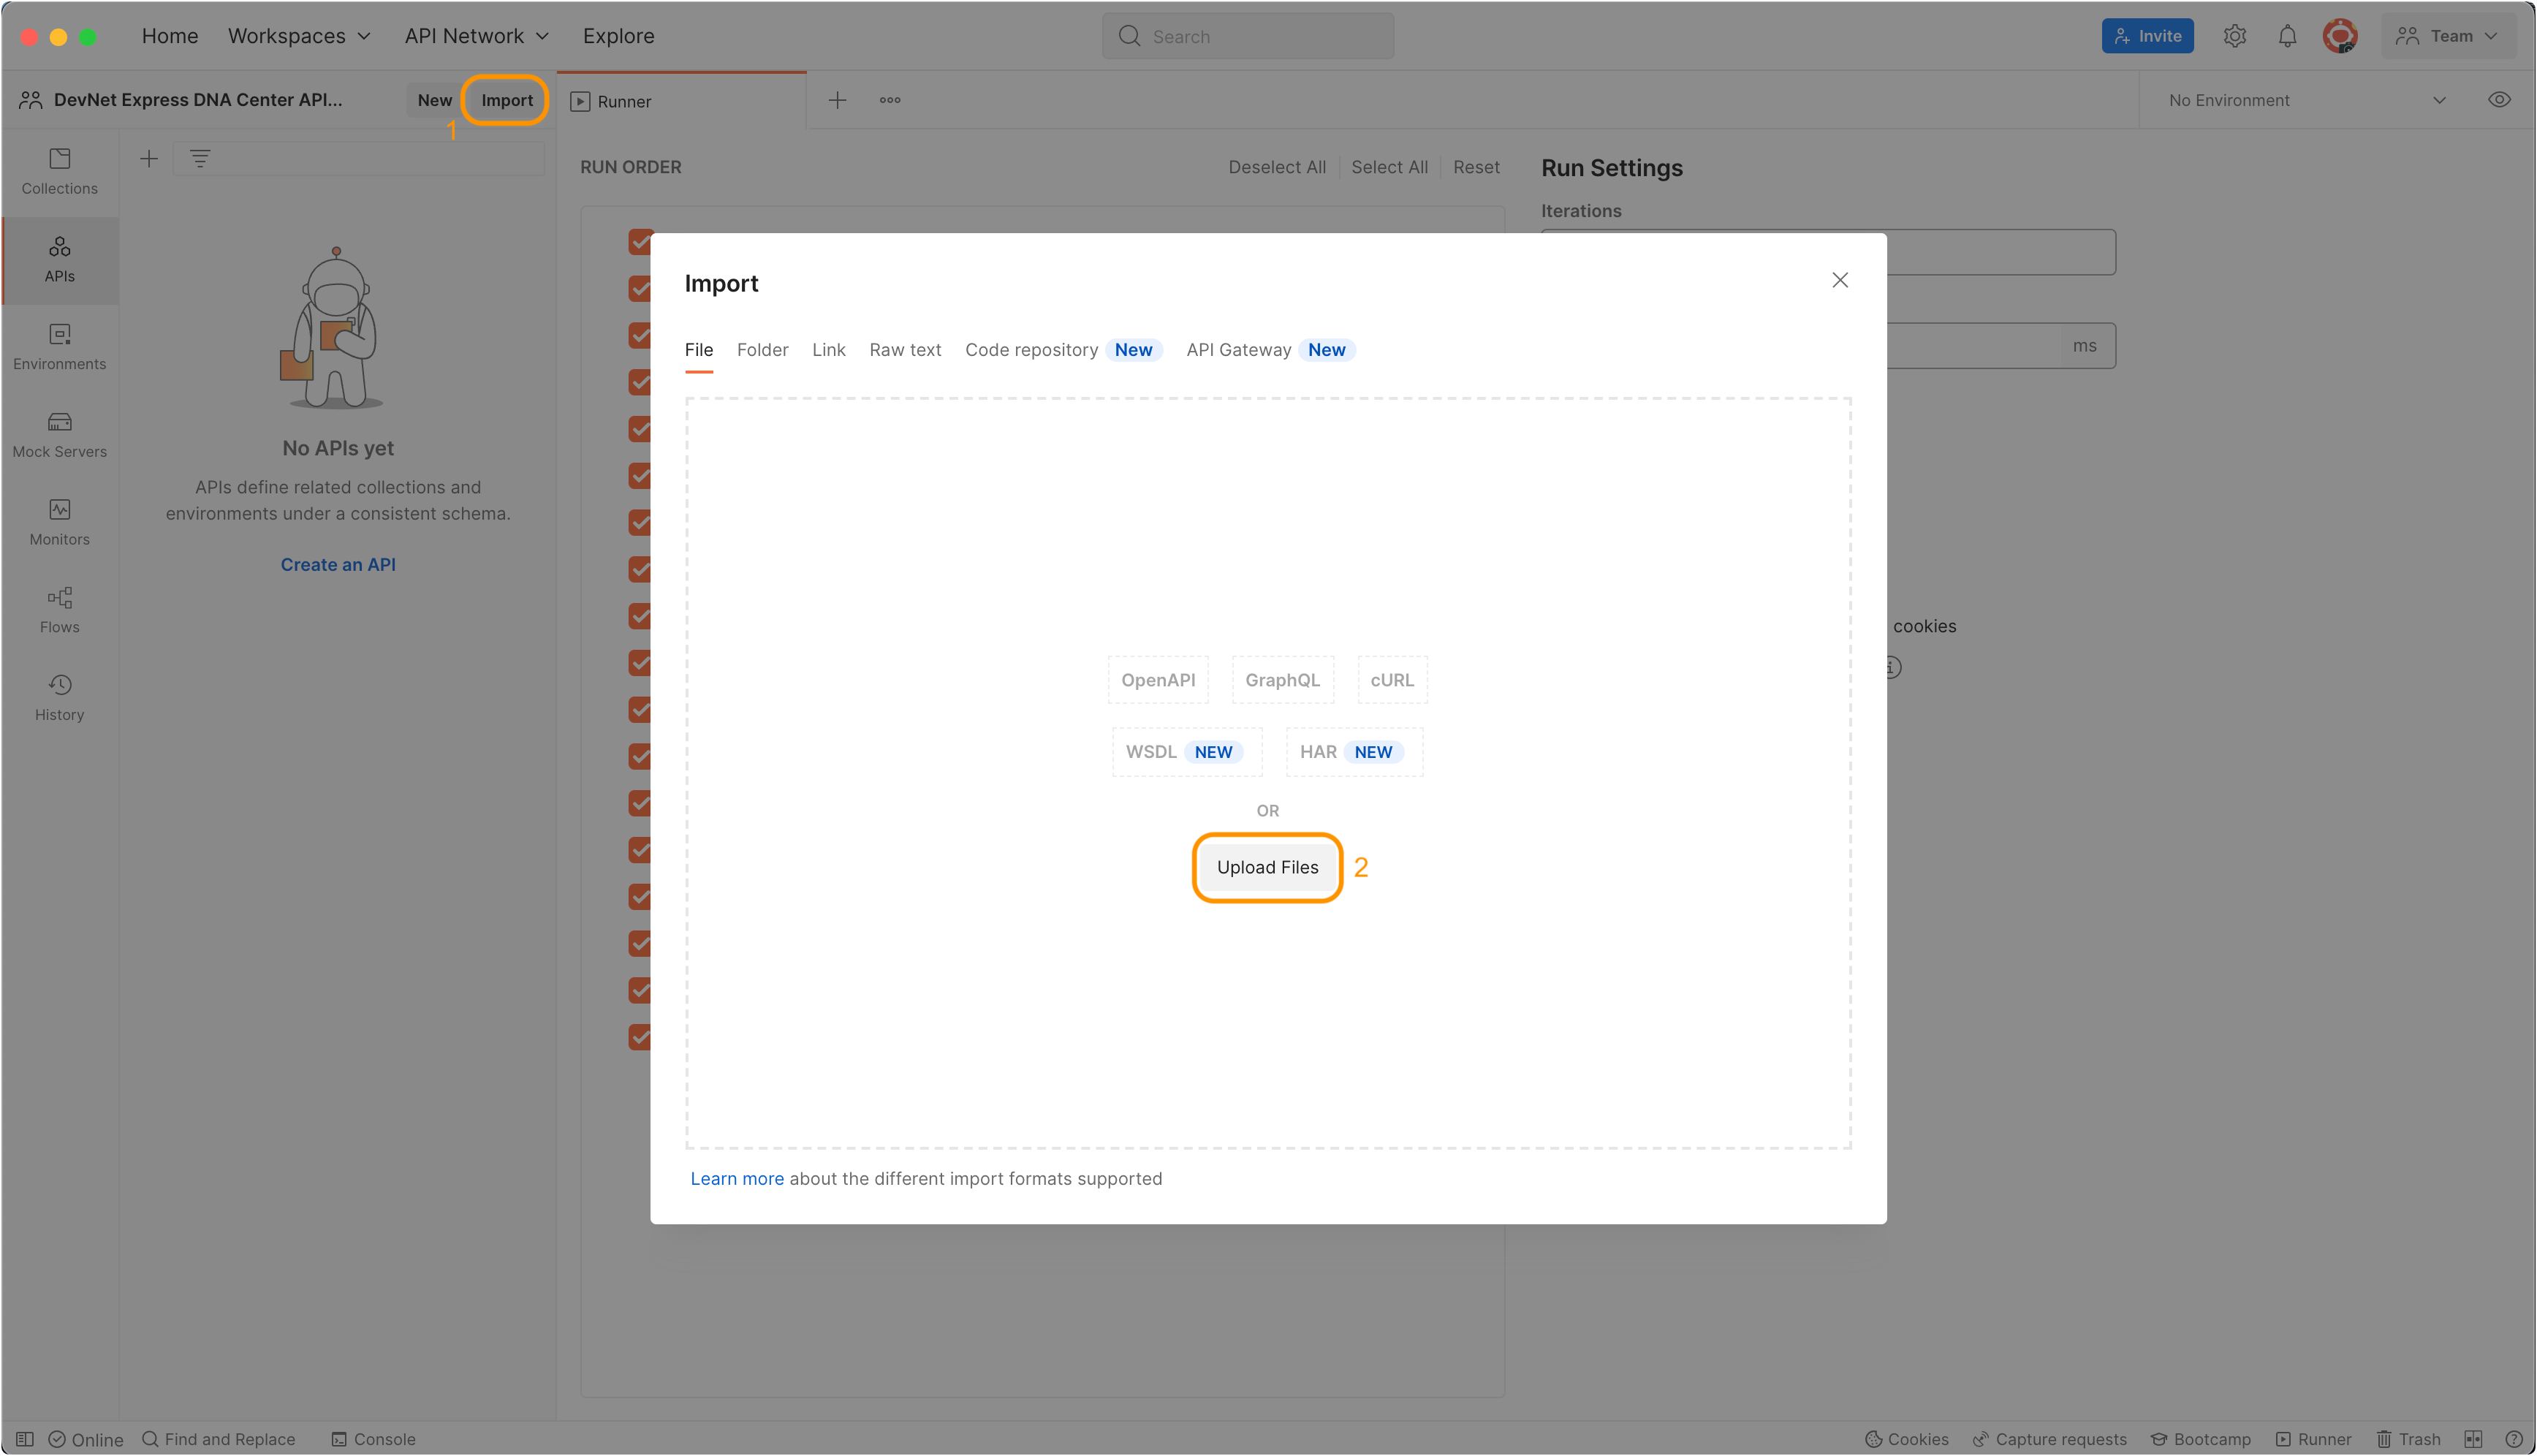 Home Workspaces API Network Explore Search Invite Team
DevNet Express DNA Center API... New Import Runner No Environment
1
Collections
APIs
Environments
Mock Servers
Monitors
Flows
History
No APIs yet
APIs define related collections and
environments under a consistent schema.
Create an API
RUN ORDER Deselect All Select All Reset
Run Settings
Iterations
ms
cookies
Import
File Folder Link Raw text Code repository New API Gateway New
OpenAPI GraphQL cURL
WSDL NEW HAR NEW
OR
Upload Files 2
Learn more about the different import formats supported
Online Find and Replace Console Cookies Capture requests Bootcamp Runner Trash